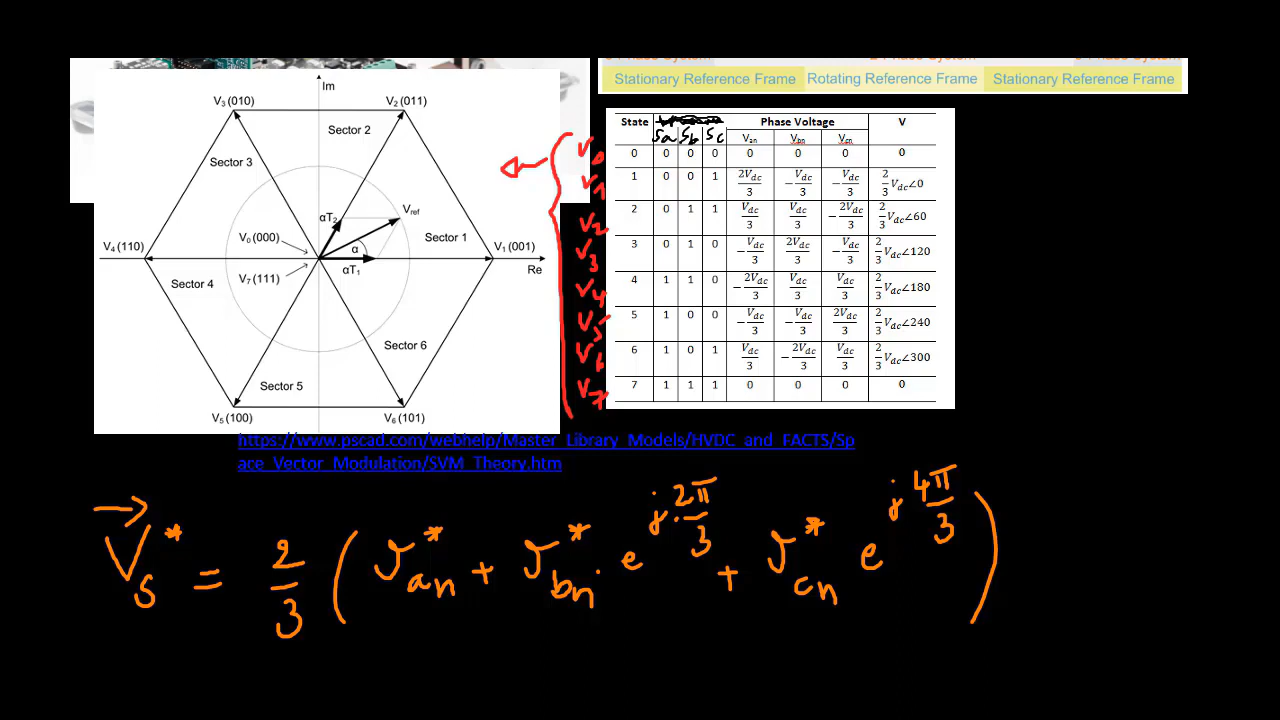 Stationary Reference Frame Rotating Reference Frame Stationary Reference Frame
Im
V3 (010) V2 (011)
Sector 2
Sector 3
αT2 Vref
V4 (110) V0 (000) α Sector 1 V1 (001)
Re
V7 (111) αT1
Sector 4
Sector 6
Sector 5
V5 (100) V6 (101)
V0
V1
V2
V3
V4
V5
V6
V7
State Phase Voltage V
Sa Sb Sc Van Vbn Vcn
0 0 0 0 0 0 0 0
1 0 0 1 2Vdc/3 −Vdc/3 −Vdc/3 2/3 Vdc∠0
2 0 1 1 Vdc/3 Vdc/3 −2Vdc/3 2/3 Vdc∠60
3 0 1 0 −Vdc/3 2Vdc/3 −Vdc/3 2/3 Vdc∠120
4 1 1 0 −2Vdc/3 Vdc/3 Vdc/3 2/3 Vdc∠180
5 1 0 0 −Vdc/3 −Vdc/3 2Vdc/3 2/3 Vdc∠240
6 1 0 1 Vdc/3 −2Vdc/3 Vdc/3 2/3 Vdc∠300
7 1 1 1 0 0 0 0
https://www.pscad.com/webhelp/Master_Library_Models/HVDC_and_FACTS/Sp
ace_Vector_Modulation/SVM_Theory.htm
V⃗s* = 2/3 (van* + vbn* · e^(j·2π/3) + vcn* e^(j4π/3))